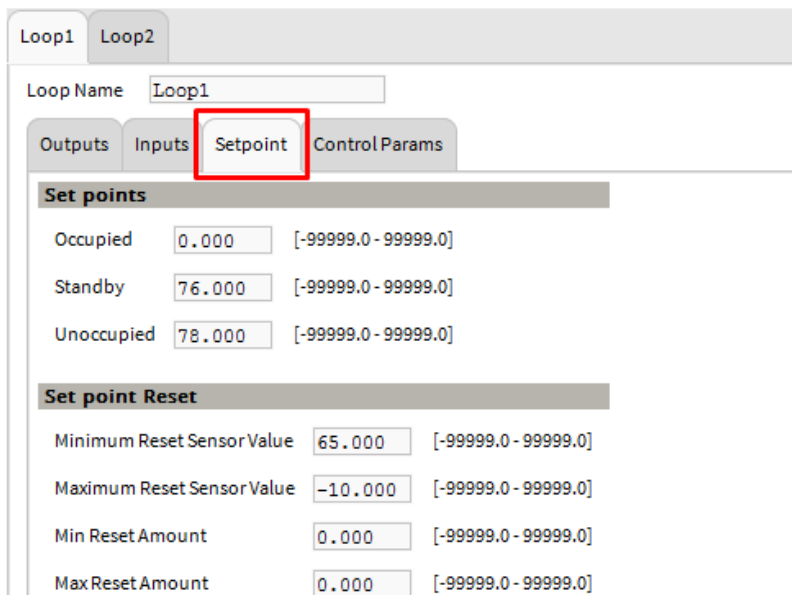 Loop1 Loop2
Loop Name Loop1
Outputs Inputs Setpoint Control Params
Set points
Occupied 0.000 [-99999.0 - 99999.0]
Standby 76.000 [-99999.0 - 99999.0]
Unoccupied 78.000 [-99999.0 - 99999.0]
Set point Reset
Minimum Reset Sensor Value 65.000 [-99999.0 - 99999.0]
Maximum Reset Sensor Value -10.000 [-99999.0 - 99999.0]
Min Reset Amount 0.000 [-99999.0 - 99999.0]
Max Reset Amount 0.000 [-99999.0 - 99999.0]